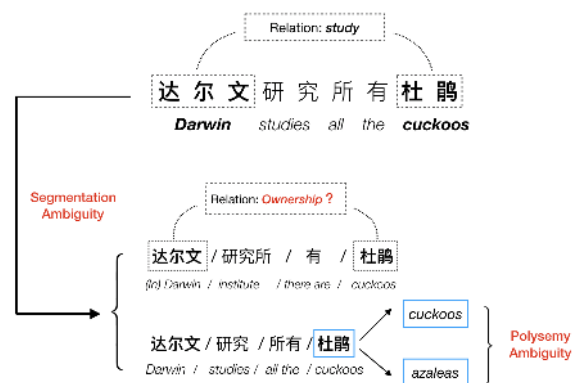 Relation: study
达尔文研究所有杜鹃
Darwin studies all the cuckoos
Segmentation
Ambiguity
Relation: Ownership ?
达尔文 / 研究所 / 有 / 杜鹃
(In) Darwin / institute / there are / cuckoos
达尔文 / 研究 / 所有 / 杜鹃
Darwin / studies / all the / cuckoos
cuckoos
azaleas
Polysemy
Ambiguity